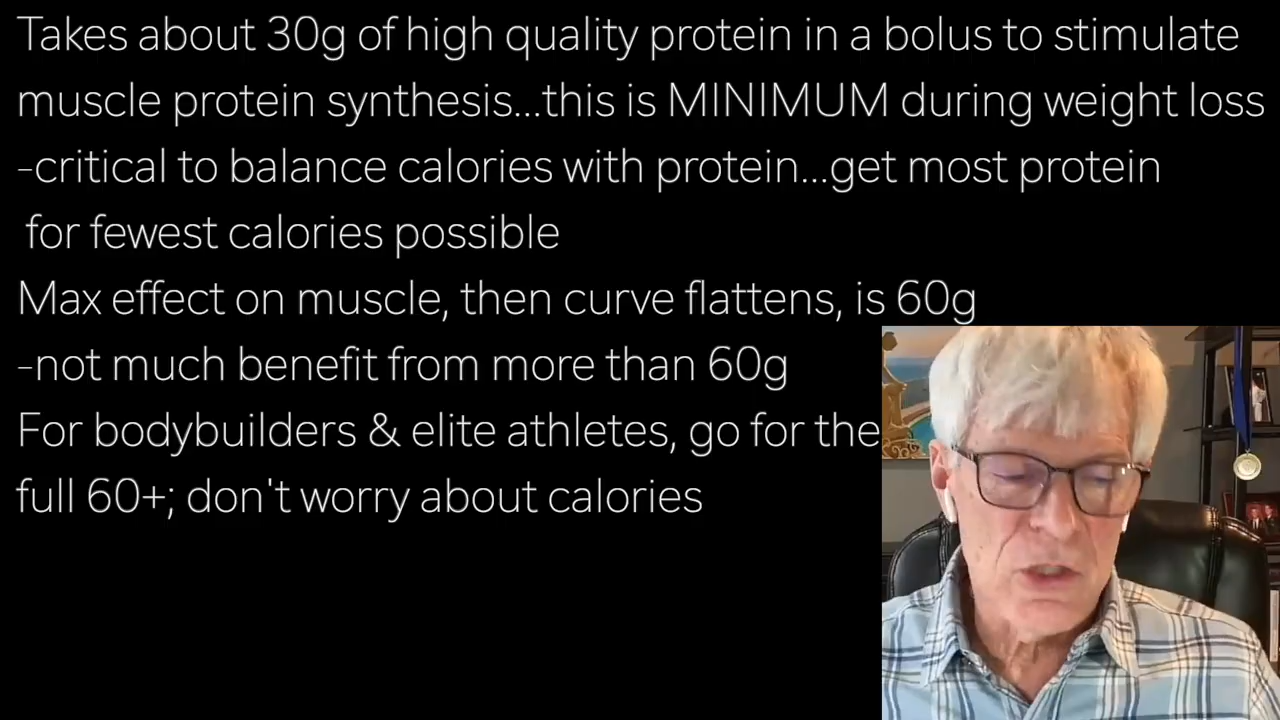 Takes about 30g of high quality protein in a bolus to stimulate
muscle protein synthesis...this is MINIMUM during weight loss
-critical to balance calories with protein...get most protein
for fewest calories possible
Max effect on muscle, then curve flattens, is 60g
-not much benefit from more than 60g
For bodybuilders & elite athletes, go for the
full 60+; don't worry about calories